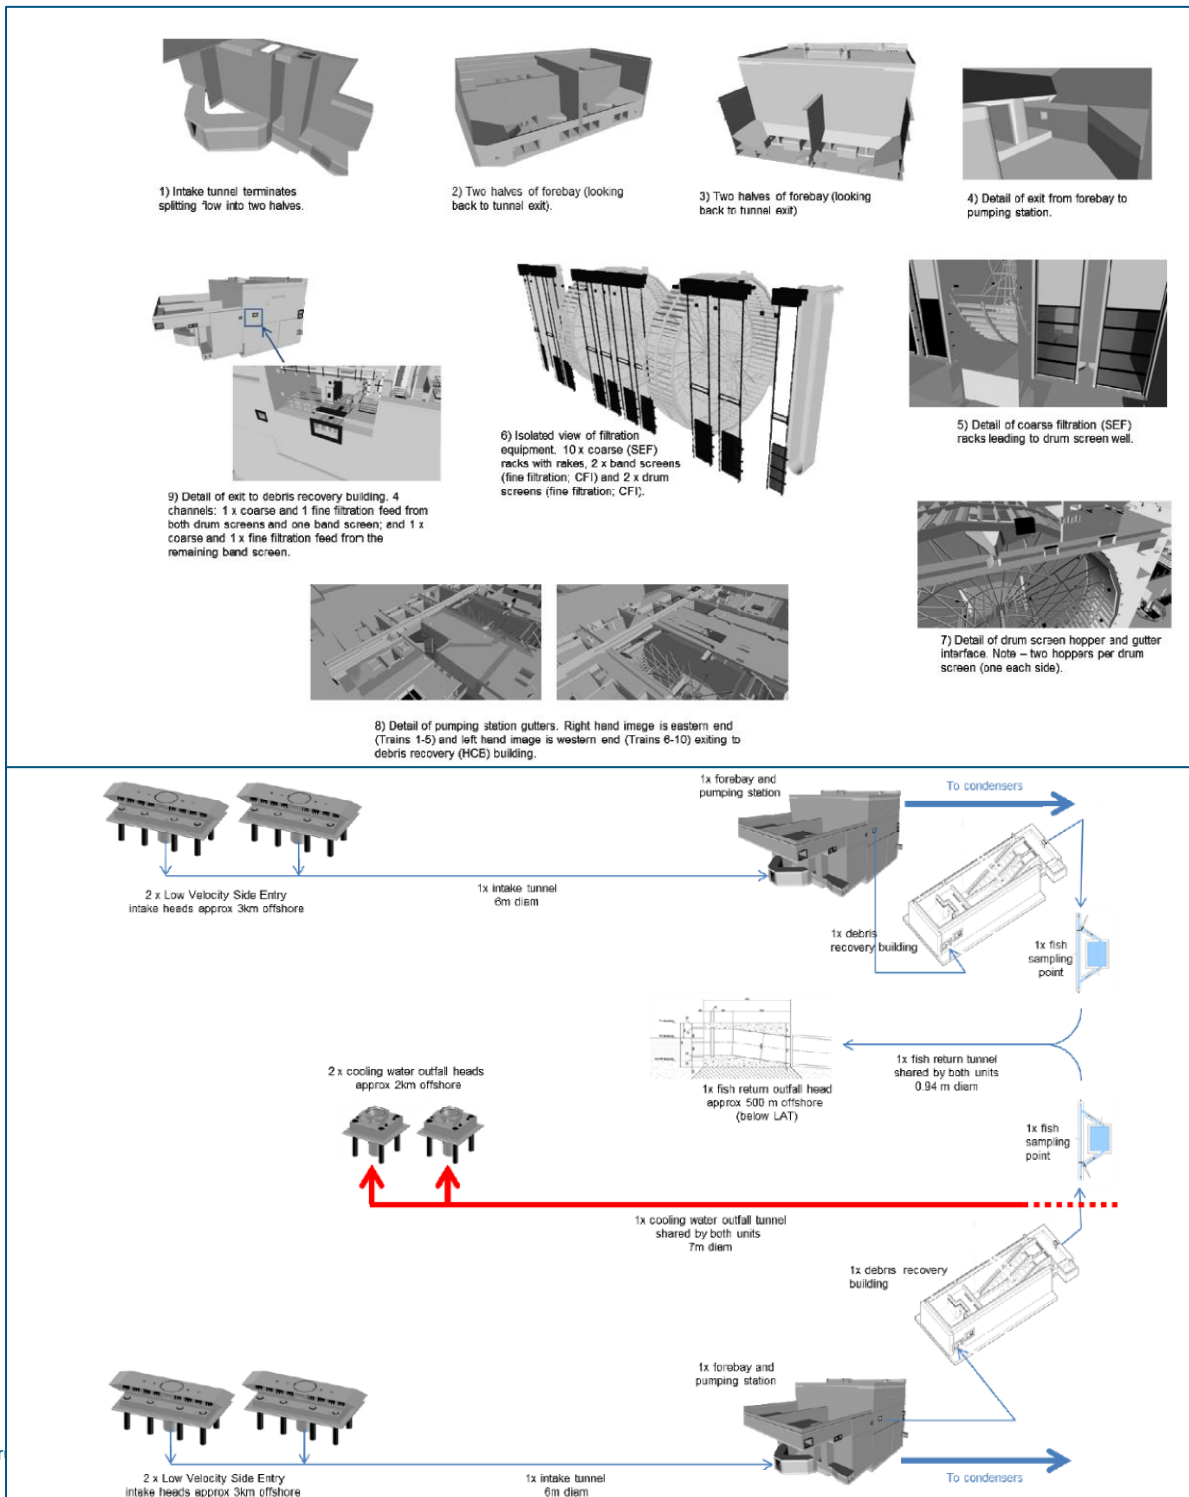 1) Intake tunnel terminates
splitting flow into two halves.
2) Two halves of forebay (looking
back to tunnel exit).
3) Two halves of forebay (looking
back to tunnel exit)
4) Detail of exit from forebay to
pumping station.
5) Detail of coarse filtration (SEF)
racks leading to drum screen well.
6) Isolated view of filtration
equipment. 10 x coarse (SEF)
racks with rakes, 2 x band screens
(fine filtration; CFI) and 2 x drum
screens (fine filtration; CFI).
9) Detail of exit to debris recovery building. 4
channels: 1 x coarse and 1 fine filtration feed from
both drum screens and one band screen; and 1 x
coarse and 1 x fine filtration feed from the
remaining band screen.
7) Detail of drum screen hopper and gutter
interface. Note – two hoppers per drum
screen (one each side).
8) Detail of pumping station gutters. Right hand image is eastern end
(Trains 1-5) and left hand image is western end (Trains 6-10) exiting to
debris recovery (HCB) building.
1x forebay and
pumping station
To condensers
2 x Low Velocity Side Entry
intake heads approx 3km offshore
1x intake tunnel
6m diam
1x debris
recovery building
1x fish
sampling
point
2 x cooling water outfall heads
approx 2km offshore
1x fish return outfall head
approx 500 m offshore
(below LAT)
1x fish return tunnel
shared by both units
0.94 m diam
1x fish
sampling
point
1x cooling water outfall tunnel
shared by both units
7m diam
1x debris recovery
building
1x forebay and
pumping station
2 x Low Velocity Side Entry
intake heads approx 3km offshore
1x intake tunnel
6m diam
To condensers